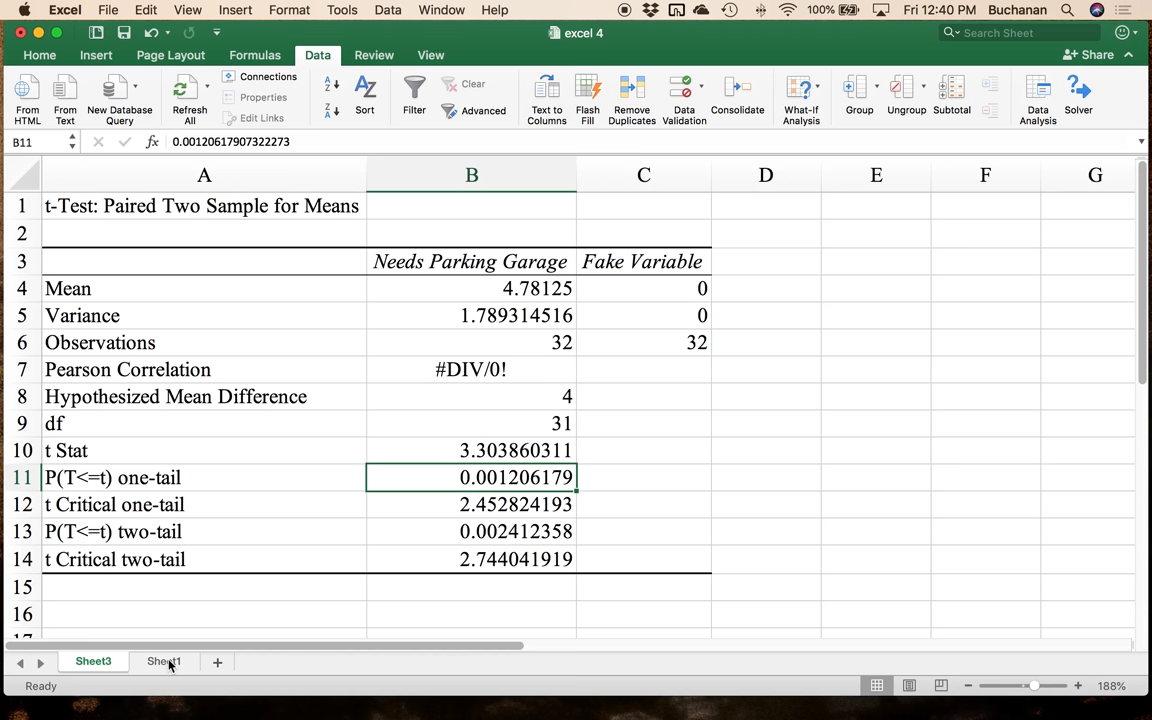 Excel File Edit View Insert Format Tools Data Window Help 100% Fri 12:40 PM Buchanan
excel 4
Search Sheet
Home Insert Page Layout Formulas Data Review View
Share
From HTML
From Text
New Database Query
Refresh All
Connections
Properties
Edit Links
Sort
Filter
Clear
Advanced
Text to Columns
Flash Fill
Remove Duplicates
Data Validation
Consolidate
What-If Analysis
Group
Ungroup
Subtotal
Data Analysis
Solver
B11 fx 0.00120617907322273
A B C D E F G
1 t-Test: Paired Two Sample for Means
2
3 Needs Parking Garage Fake Variable
4 Mean 4.78125 0
5 Variance 1.789314516 0
6 Observations 32 32
7 Pearson Correlation #DIV/0!
8 Hypothesized Mean Difference 4
9 df 31
10 t Stat 3.303860311
11 P(T<=t) one-tail 0.001206179
12 t Critical one-tail 2.452824193
13 P(T<=t) two-tail 0.002412358
14 t Critical two-tail 2.744041919
15
16
17
Sheet3 Sheet1 +
Ready 188%